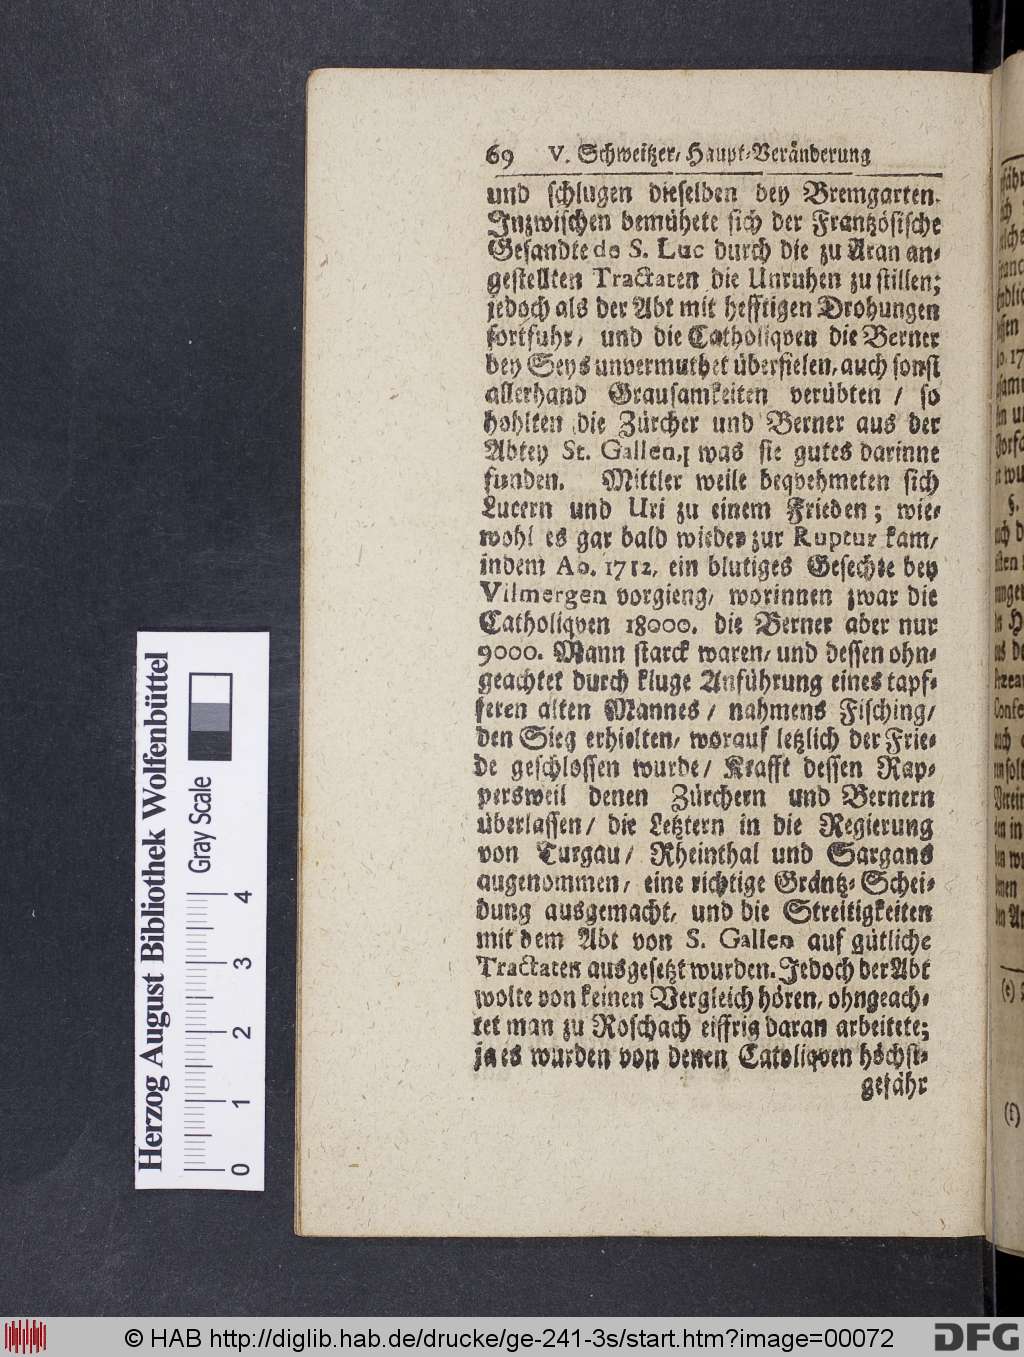 69 V. Schweitzer, Haupt-Veränderung
und schlugen dieselben bey Bremgarten.
Inzwischen bemühete sich der Frantzösische
Gesandte de S. Luc durch die zu Aran an-
gestellten Tractaten die Unruhen zu stillen;
jedoch als der Abt mit hefftigen Drohungen
fortfuhr, und die Catholiqven die Berner
bey Seys unvermuthet überfielen, auch sonst
allerhand Grausamkeiten verübten / so
hohlten die Zürcher und Berner aus der
Abtey St. Gallen, was sie gutes darinne
funden. Mittler weile beqvehmeten sich
Lucern und Uri zu einem Frieden; wie-
wohl es gar bald wieder zur Ruptur kam,
indem Ao. 1712, ein blutiges Gefechte bey
Vilmergen vorgieng, worinnen zwar die
Catholiqven 18000. die Berner aber nur
9000. Mann starck waren, und dessen ohn-
geachtet durch kluge Anführung eines tapf-
feren alten Mannes / nahmens Fisching,
den Sieg erhielten, worauf letzlich der Frie-
de geschlossen wurde / Krafft dessen Rap-
persweil denen Zürchern und Bernern
überlassen / die Letztern in die Regierung
von Turgau / Rheinthal und Sargans
augenommen, eine richtige Gräntz-Schei-
dung ausgemacht, und die Streitigkeiten
mit dem Abt von S. Gallen auf gütliche
Tractaten ausgesetzt wurden. Jedoch der Abt
wolte von keinen Vergleich hören, ohngeach-
tet man zu Roschach eiffrig daran arbeitete;
ja es wurden von denen Catoliqven höchst-
gefähr
Herzog August Bibliothek Wolfenbüttel
Gray Scale
0 1 2 3 4
© HAB http://diglib.hab.de/drucke/ge-241-3s/start.htm?image=00072
DFG